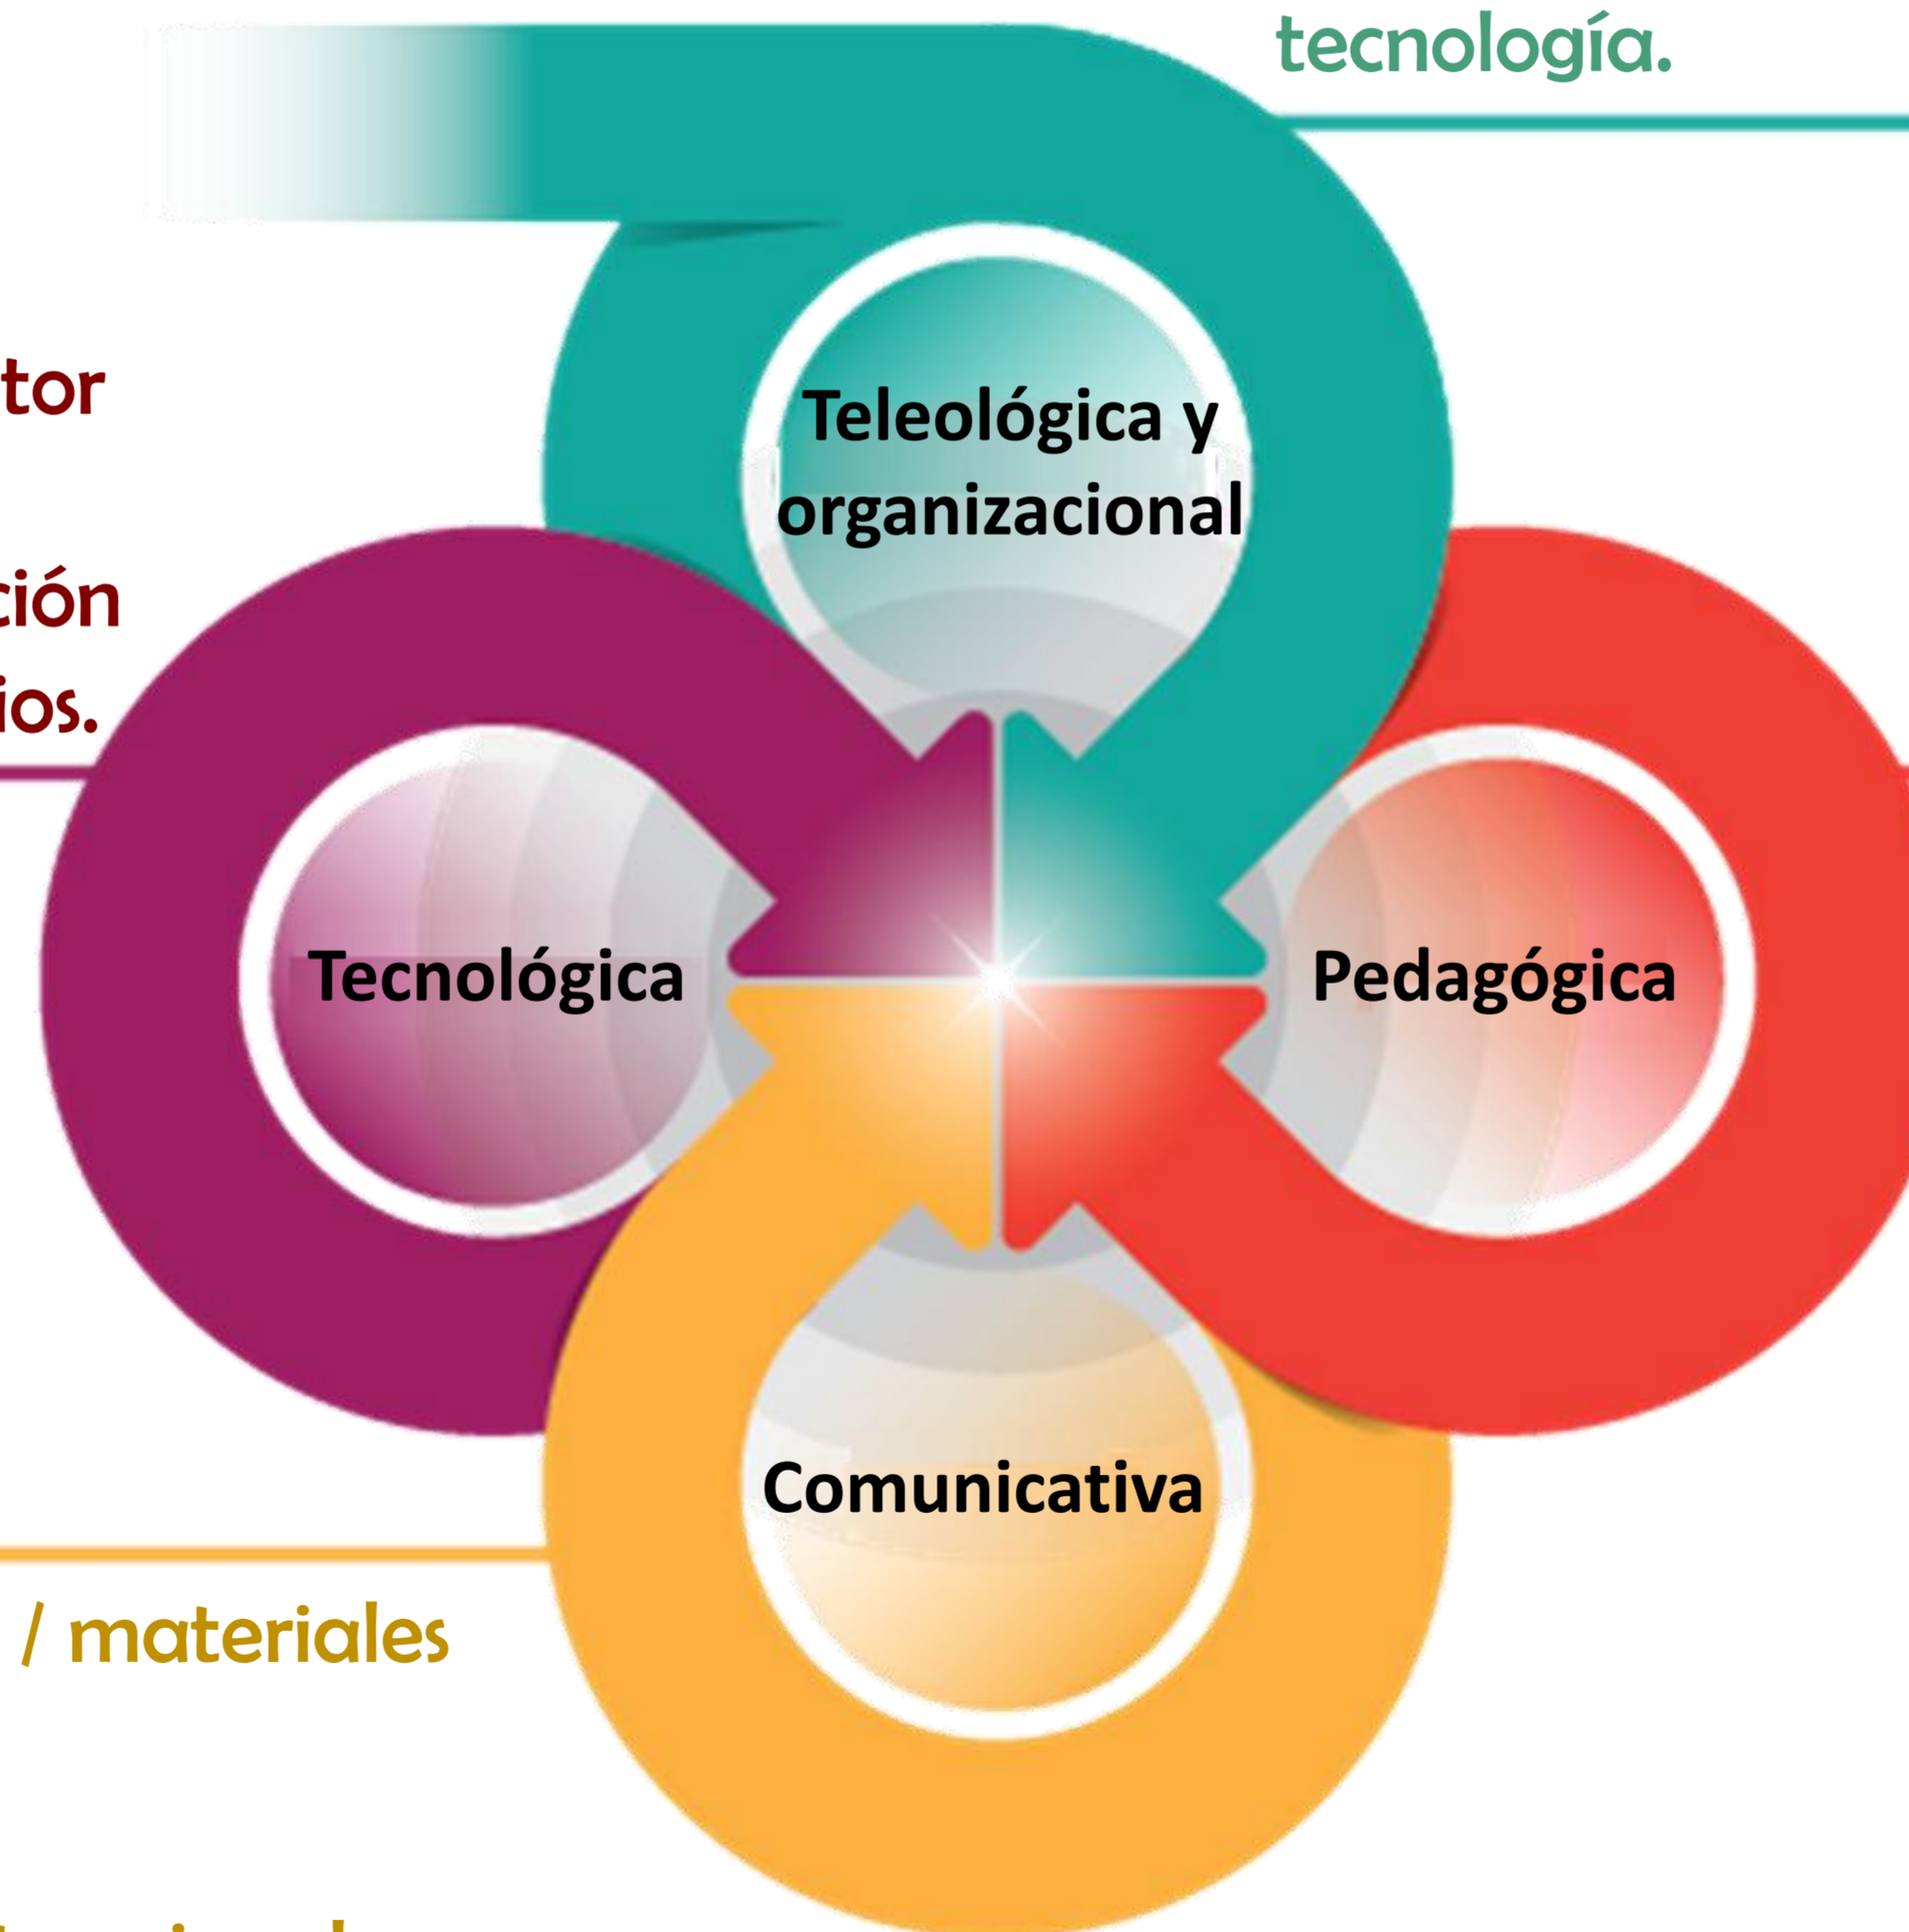 tecnología.
tor
ción
ios.
Teleológica y
organizacional
Tecnológica
Pedagógica
Comunicativa
/ materiales